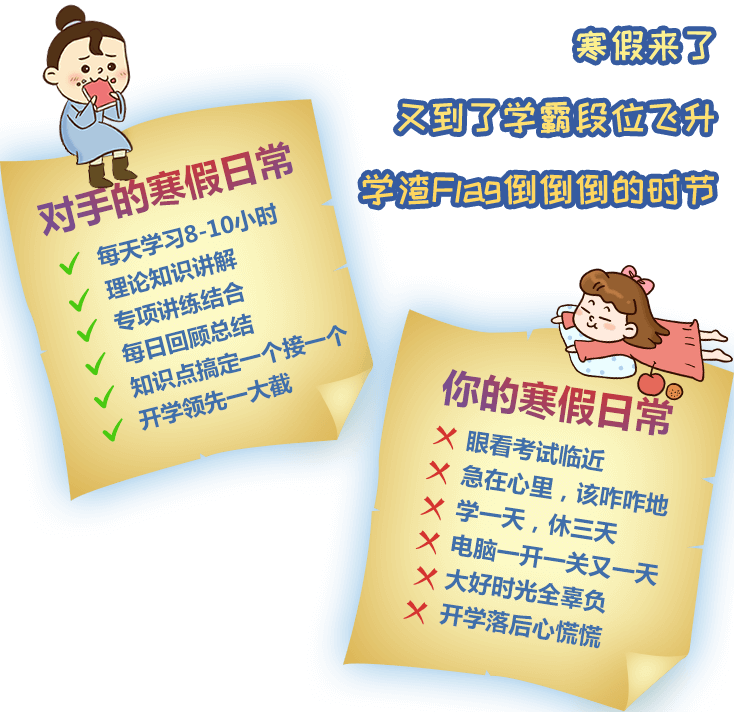 寒假来了
又到了学霸段位飞升
学渣Flag倒倒倒的时节
对手的寒假日常
每天学习8-10小时
理论知识讲解
专项讲练结合
每日回顾总结
知识点搞定一个接一个
开学领先一大截
你的寒假日常
眼看考试临近
急在心里，该咋咋地
学一天，休三天
电脑一开一关又一天
大好时光全辜负
开学落后心慌慌